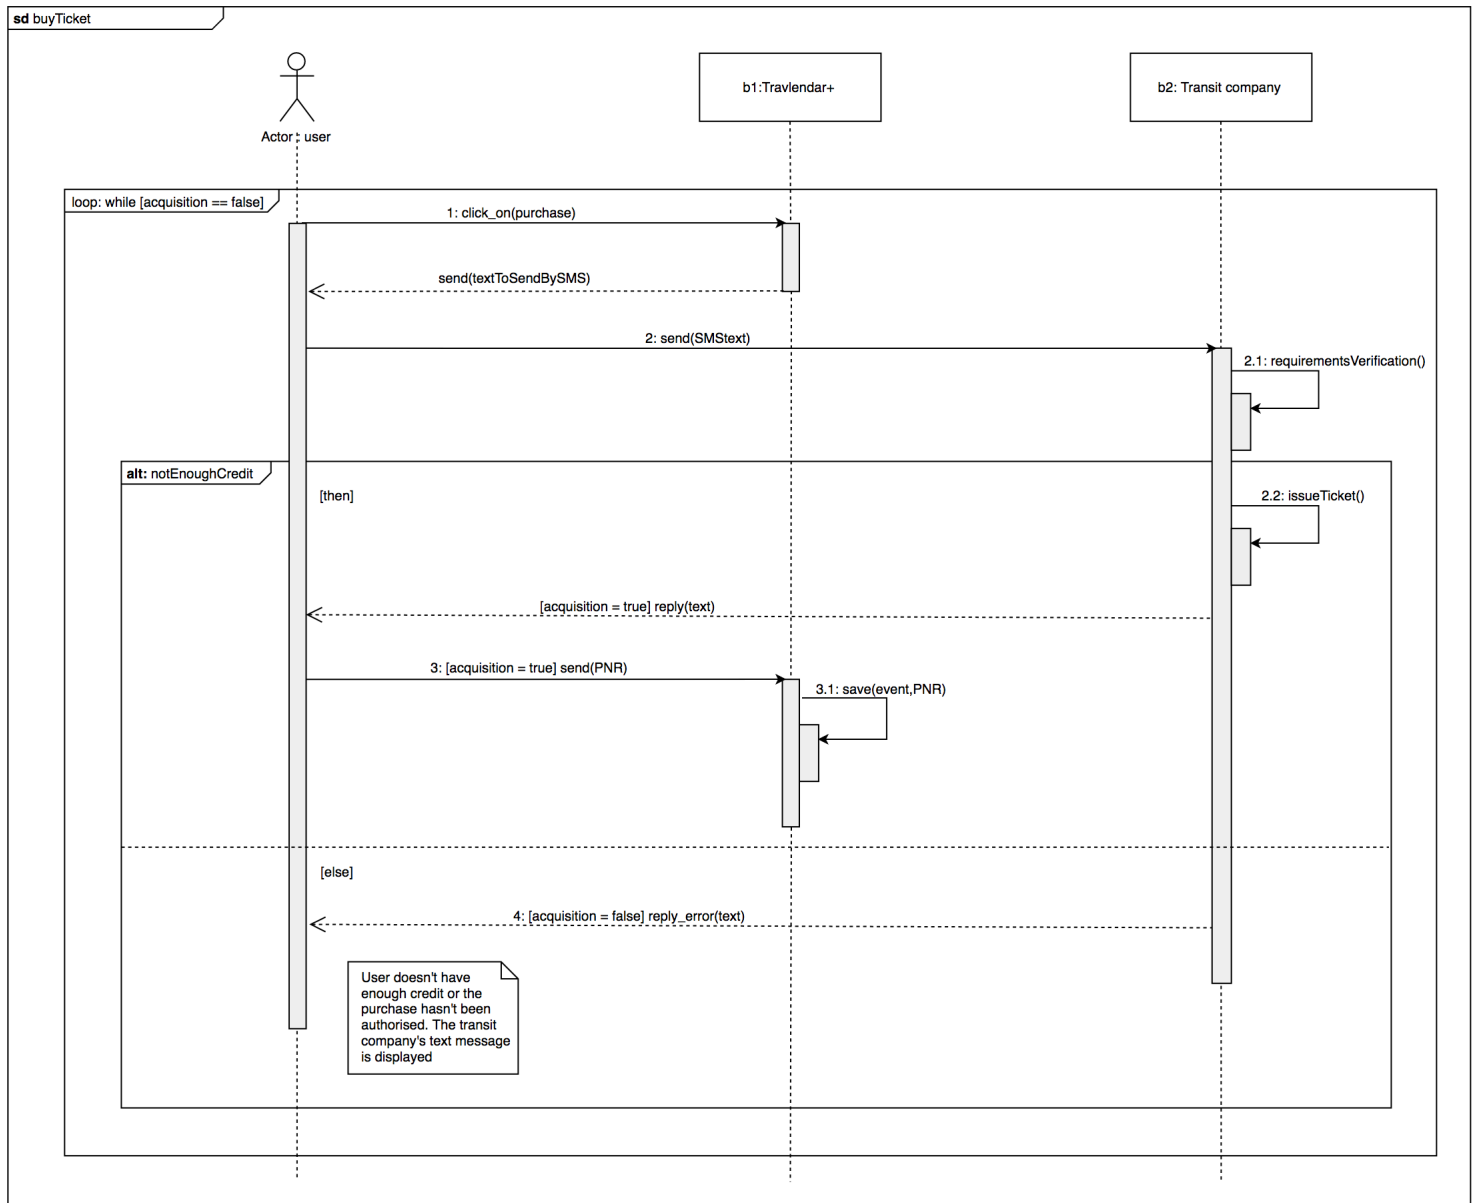 sd buyTicket
Actor : user
b1:Travlendar+
b2: Transit company
loop: while [acquisition == false]
1: click_on(purchase)
send(textToSendBySMS)
2: send(SMStext)
2.1: requirementsVerification()
alt: notEnoughCredit
[then]
2.2: issueTicket()
[acquisition = true] reply(text)
3: [acquisition = true] send(PNR)
3.1: save(event,PNR)
[else]
4: [acquisition = false] reply_error(text)
User doesn't have
enough credit or the
purchase hasn't been
authorised. The transit
company's text message
is displayed